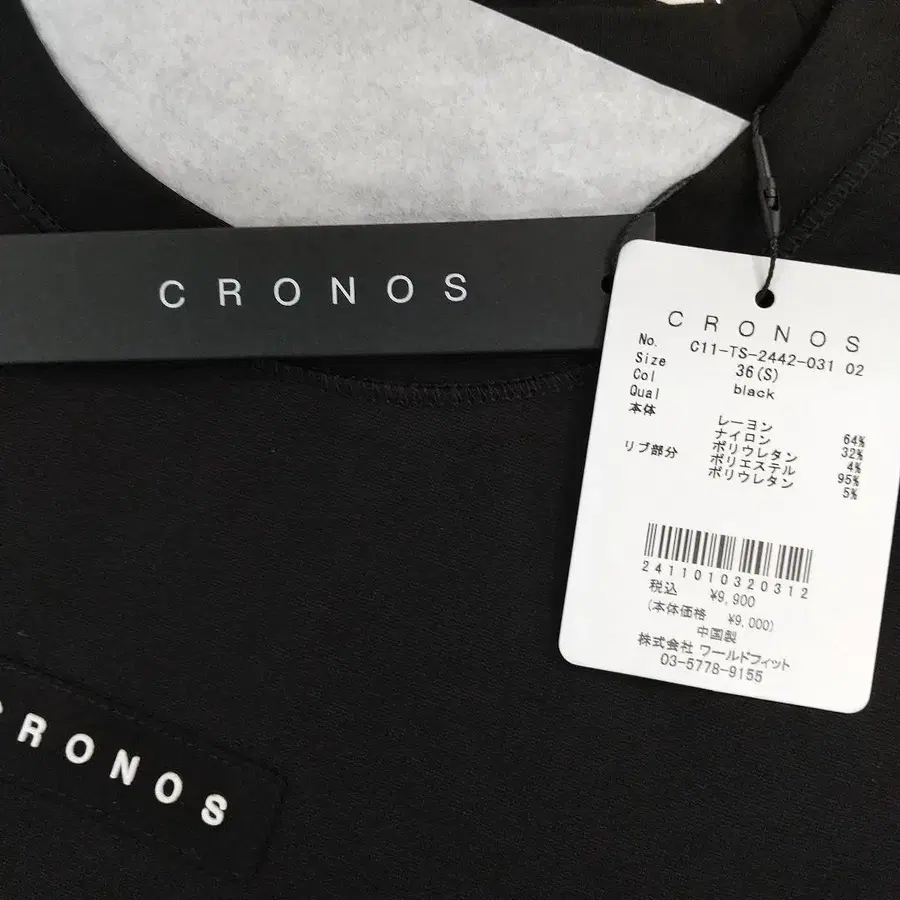 CRONOS
CRONOS
No. C11-TS-2442-031 02
Size 36(S)
Col black
Qual
本体 レーヨン 64%
ナイロン 32%
ポリウレタン 4%
リブ部分 ポリエステル 95%
ポリウレタン 5%
2411010320312
税込 ¥9,900
(本体価格 ¥9,000)
中国製
株式会社 ワールドフィット
03-5778-9155
CRONOS